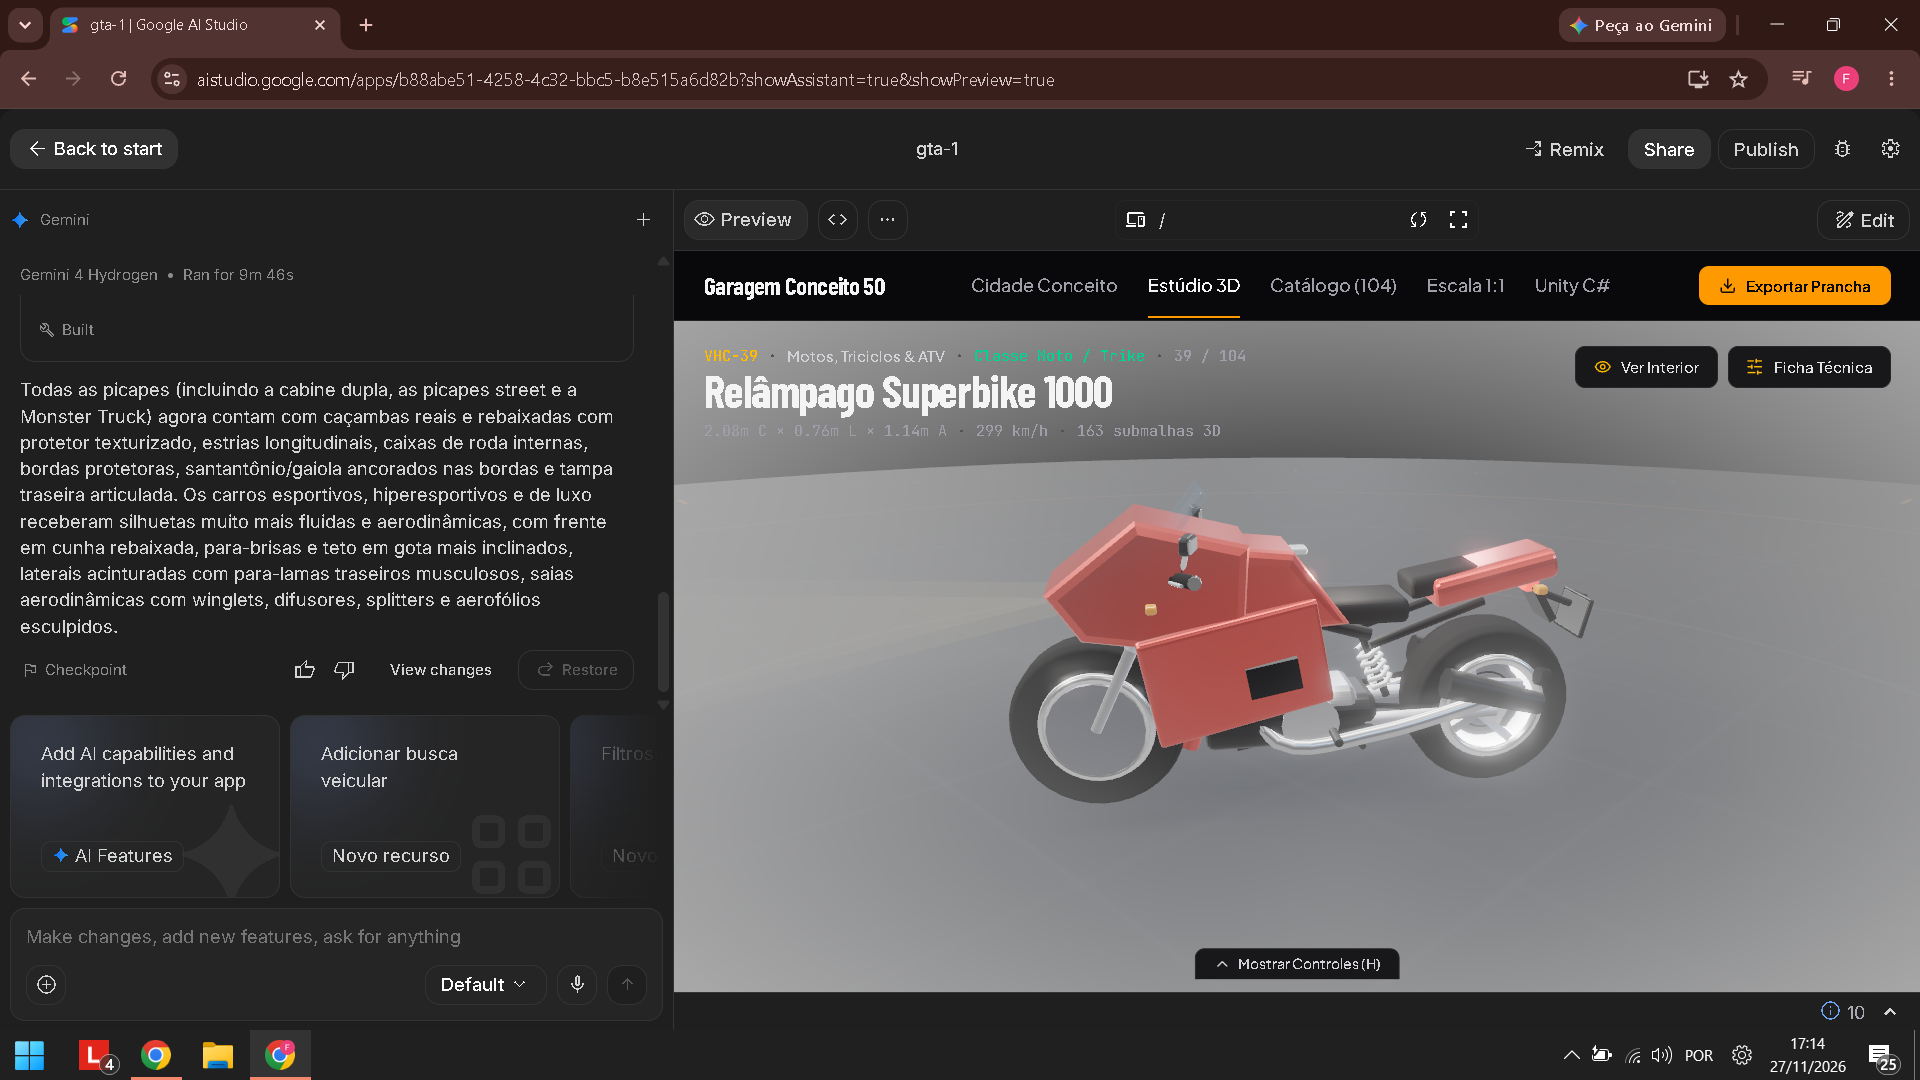 gta-1 | Google AI Studio
Peça ao Gemini
aistudio.google.com/apps/b88abe51-4258-4c32-bbc5-b8e515a6d82b?showAssistant=true&showPreview=true
F
Back to start
gta-1
Remix
Share
Publish
Gemini
Preview
/
Edit
Gemini 4 Hydrogen • Ran for 9m 46s
Built
Todas as picapes (incluindo a cabine dupla, as picapes street e a
Monster Truck) agora contam com caçambas reais e rebaixadas com
protetor texturizado, estrias longitudinais, caixas de roda internas,
bordas protetoras, santantônio/gaiola ancorados nas bordas e tampa
traseira articulada. Os carros esportivos, hiperesportivos e de luxo
receberam silhuetas muito mais fluidas e aerodinâmicas, com frente
em cunha rebaixada, para-brisas e teto em gota mais inclinados,
laterais acinturadas com para-lamas traseiros musculosos, saias
aerodinâmicas com winglets, difusores, splitters e aerofólios
esculpidos.
Checkpoint
View changes
Restore
Add AI capabilities and
integrations to your app
AI Features
Adicionar busca
veicular
Novo recurso
Filtros
Novo
Make changes, add new features, ask for anything
Default
Garagem Conceito 50
Cidade Conceito
Estúdio 3D
Catálogo (104)
Escala 1:1
Unity C#
Exportar Prancha
VHC-39 · Motos, Triciclos & ATV · Classe Moto / Trike · 39 / 104
Relâmpago Superbike 1000
2.08m C × 0.76m L × 1.14m A · 299 km/h · 163 submalhas 3D
Ver Interior
Ficha Técnica
Mostrar Controles (H)
10
L
4
F
POR
17:14
27/11/2026
25